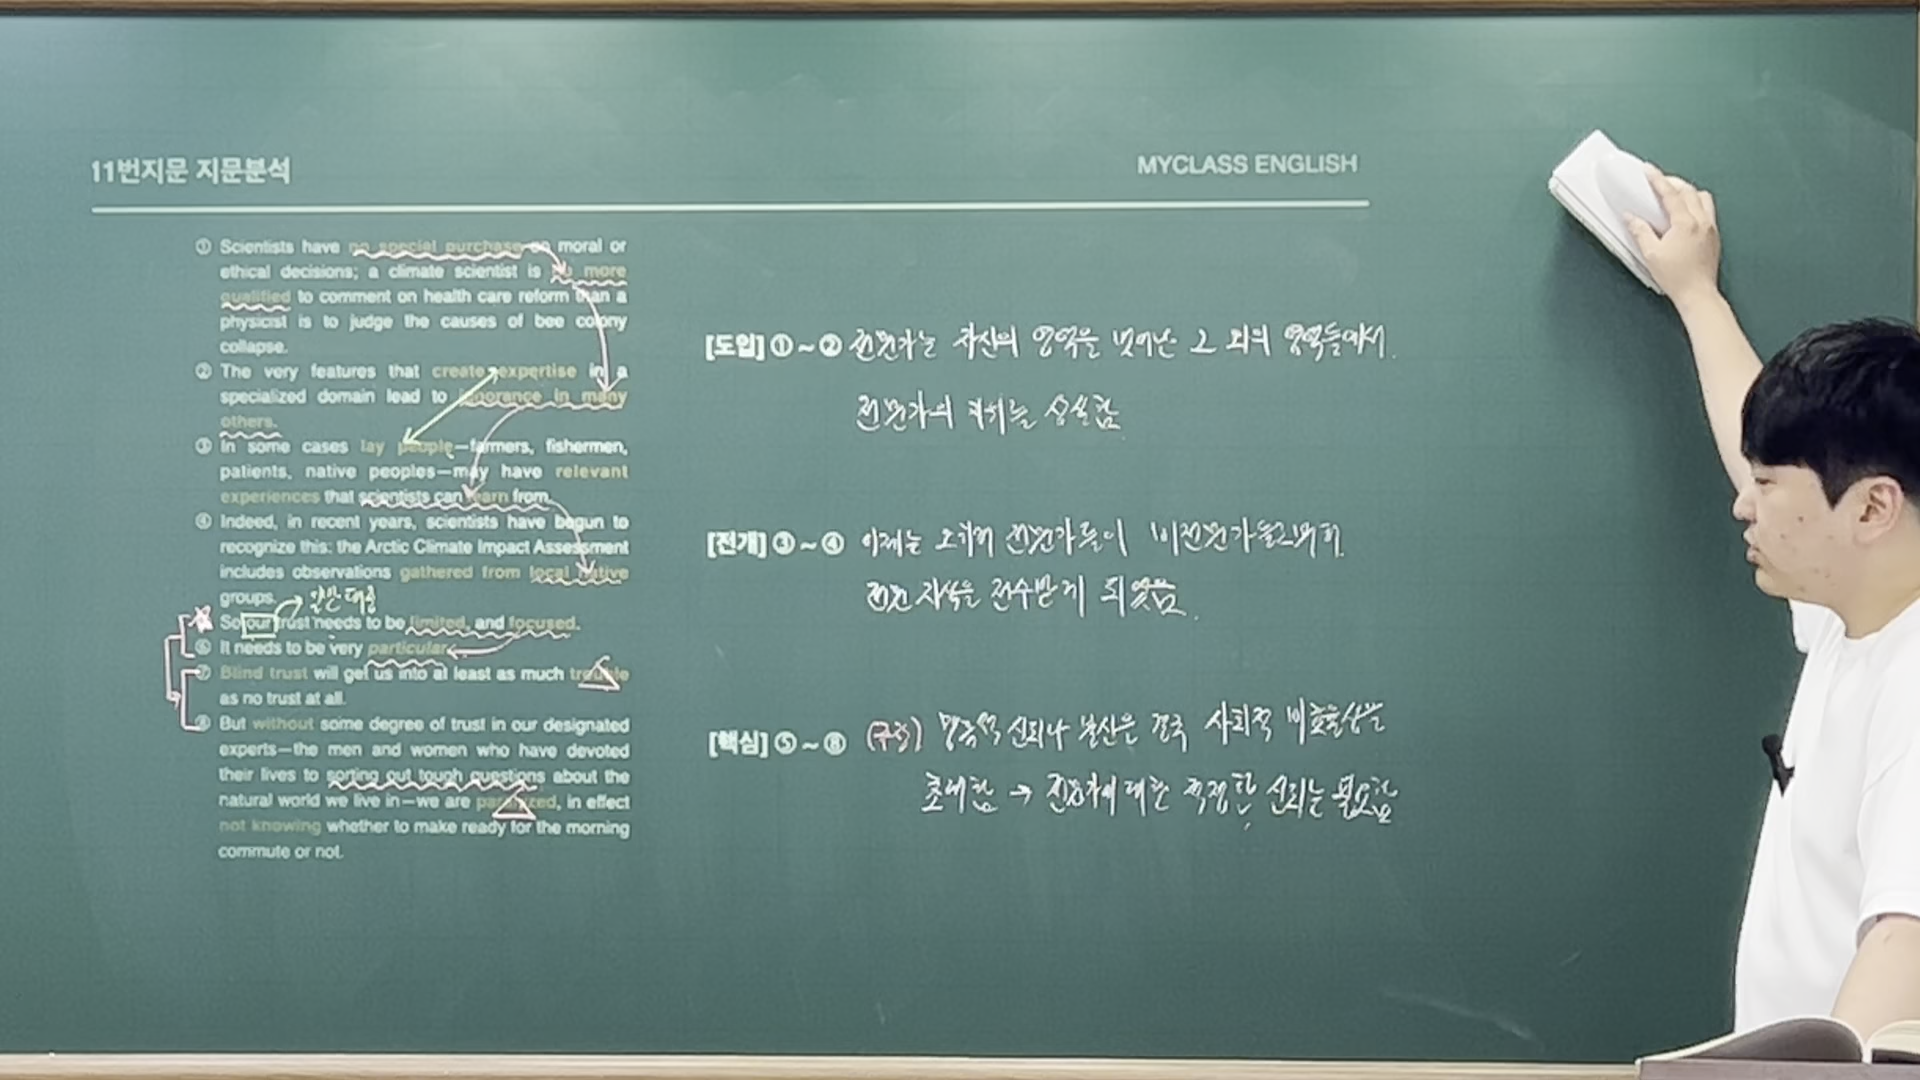 11번지문 지문분석
MYCLASS ENGLISH
① Scientists have no special purchase on moral or
ethical decisions; a climate scientist is no more
qualified to comment on health care reform than a
physicist is to judge the causes of bee colony
collapse.
② The very features that create expertise in a
specialized domain lead to ignorance in many
others.
③ In some cases lay people—farmers, fishermen,
patients, native peoples—may have relevant
experiences that scientists can learn from.
④ Indeed, in recent years, scientists have begun to
recognize this: the Arctic Climate Impact Assessment
includes observations gathered from local native
groups.
일반 대중
So our trust needs to be limited, and focused.
⑥ It needs to be very particular.
⑦ Blind trust will get us into at least as much trouble
as no trust at all.
⑧ But without some degree of trust in our designated
experts—the men and women who have devoted
their lives to sorting out tough questions about the
natural world we live in—we are paralyzed, in effect
not knowing whether to make ready for the morning
commute or not.
[도입] ① ~ ② 전문가는 자신의 영역을 벗어난 그 외의 영역들에서
전문가의 지위를 상실함
[전개] ③ ~ ④ 이제는 오히려 전문가들이 비전문가들로부터
전문 지식을 전수받게 되었음.
[핵심] ⑤ ~ ⑧ 맹목적 신뢰나 불신은 결국 사회적 비효율성을
초래함 → 전문가에 대한 적정한 신뢰는 필요함